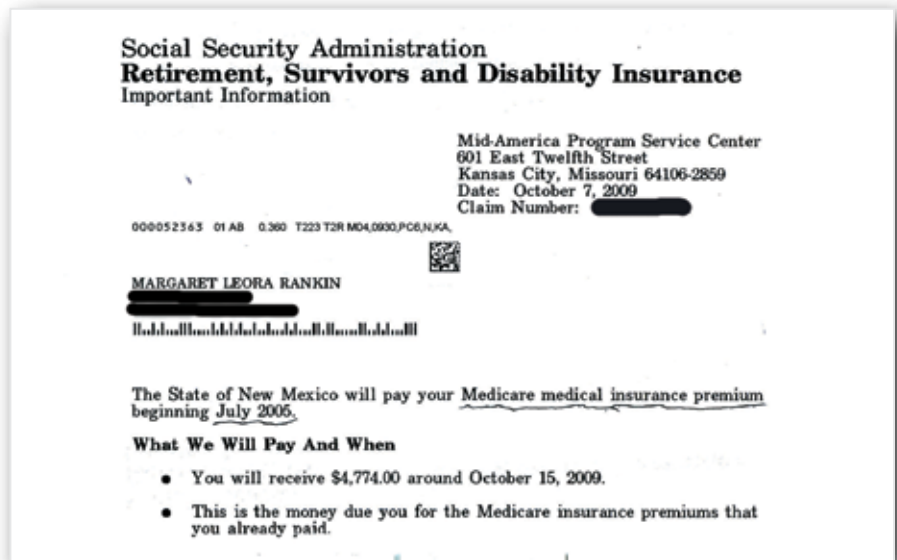 Social Security Administration
Retirement, Survivors and Disability Insurance
Important Information
Mid-America Program Service Center
601 East Twelfth Street
Kansas City, Missouri 64106-2859
Date: October 7, 2009
Claim Number:
000052363 01 AB 0.360 T223 T2R M04,0930,PC6,N,KA,
MARGARET LEORA RANKIN
The State of New Mexico will pay your Medicare medical insurance premium
beginning July 2005.
What We Will Pay And When
● You will receive $4,774.00 around October 15, 2009.
● This is the money due you for the Medicare insurance premiums that
you already paid.